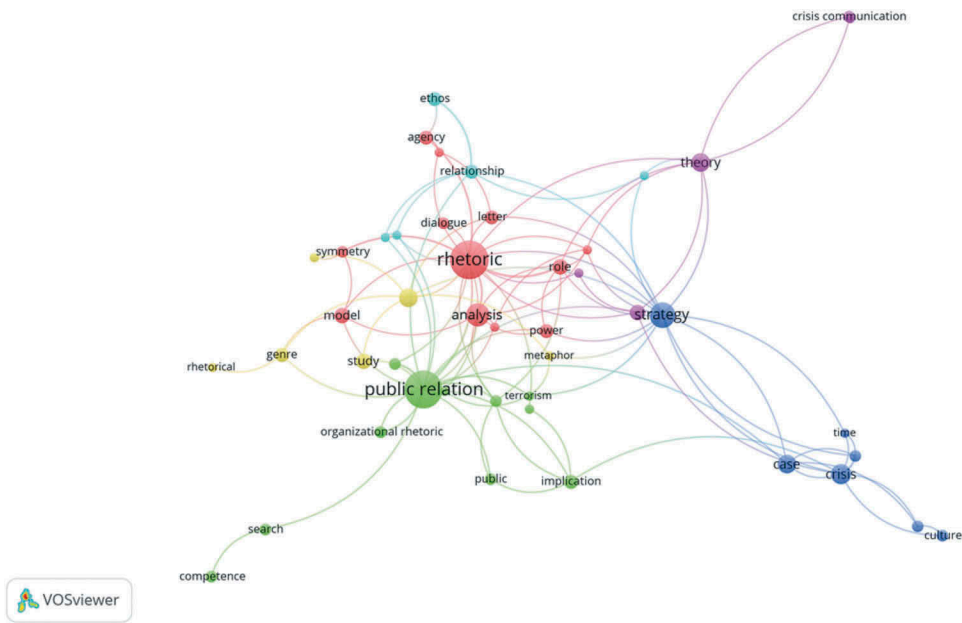 crisis communication
ethos
agency
theory
relationship
dialogue
letter
symmetry
rhetoric
role
model
analysis
strategy
power
genre
study
metaphor
rhetorical
public relation
terrorism
organizational rhetoric
time
case
crisis
public
implication
search
culture
competence
VOSviewer